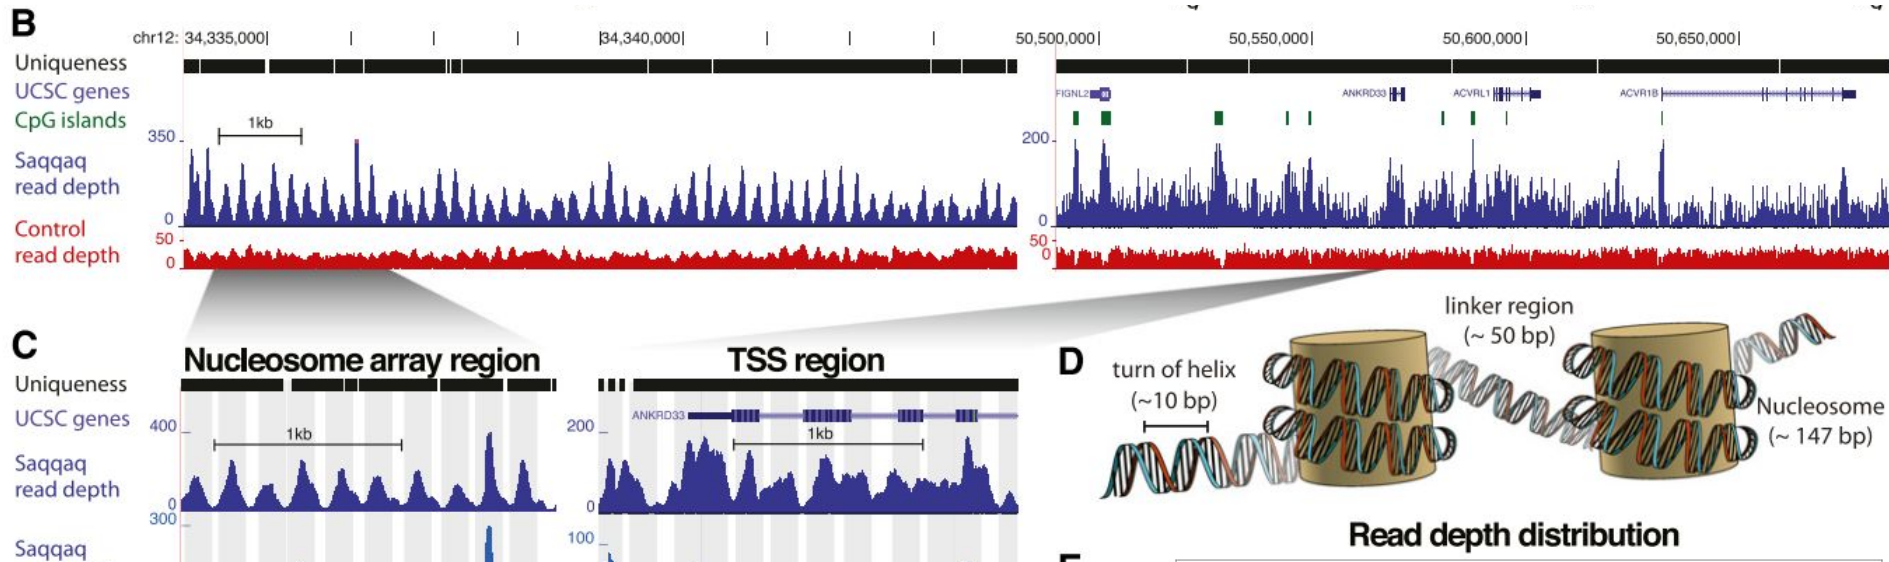 B
chr12: 34,335,000| 34,340,000| 50,500,000| 50,550,000| 50,600,000| 50,650,000|
Uniqueness
UCSC genes
FIGNL2 ANKRD33 ACVRL1 ACVR1B
CpG islands
1kb
350
200
Saqqaq
read depth
0
0
Control
read depth
50
0
50
0
C
Nucleosome array region
TSS region
Uniqueness
UCSC genes
ANKRD33
400
1kb
200
1kb
Saqqaq
read depth
0
0
300
100
Saqqaq
D
turn of helix
(~10 bp)
linker region
(~ 50 bp)
Nucleosome
(~ 147 bp)
Read depth distribution